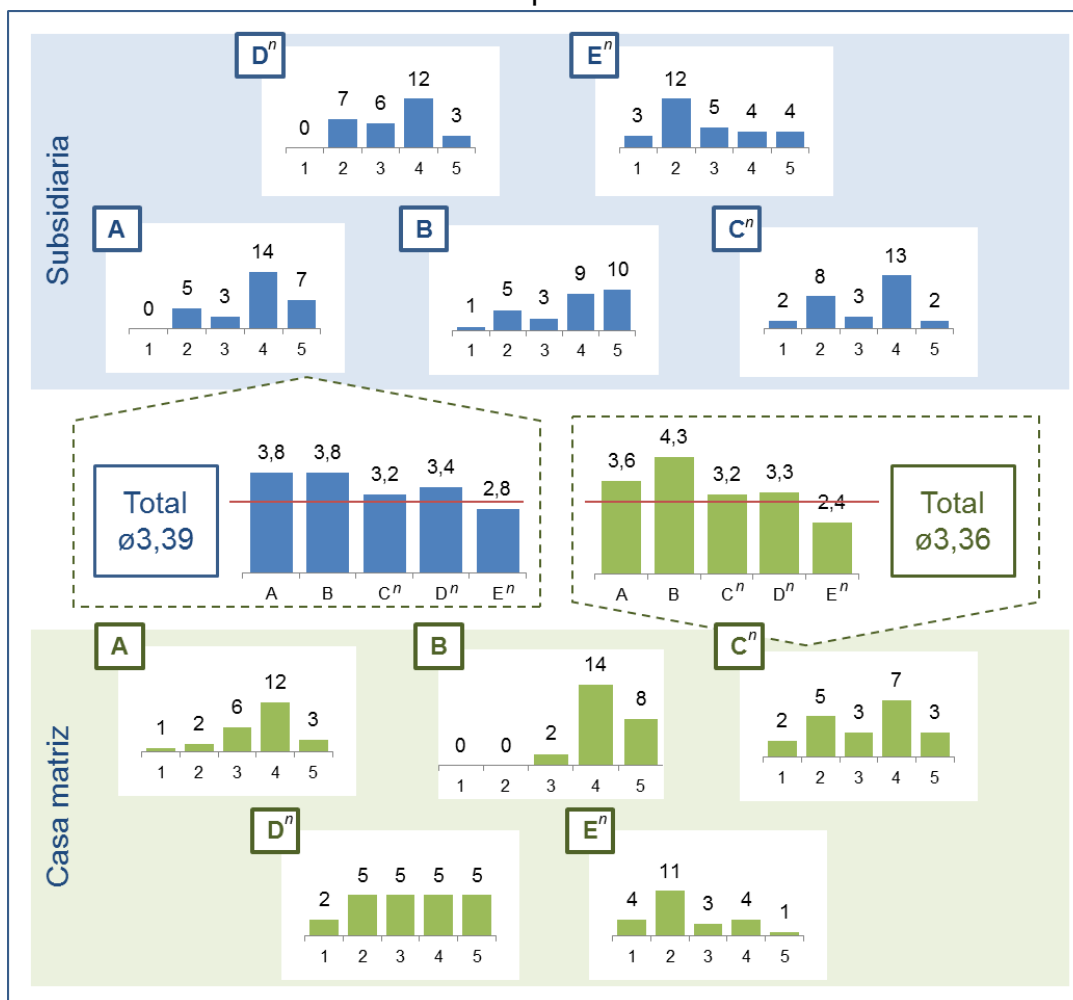 Subsidiaria
Dⁿ
0 7 6 12 3
1 2 3 4 5
Eⁿ
3 12 5 4 4
1 2 3 4 5
A
0 5 3 14 7
1 2 3 4 5
B
1 5 3 9 10
1 2 3 4 5
Cⁿ
2 8 3 13 2
1 2 3 4 5
Total
ø3,39
3,8 3,8 3,2 3,4 2,8
A B Cⁿ Dⁿ Eⁿ
3,6 4,3 3,2 3,3 2,4
A B Cⁿ Dⁿ Eⁿ
Total
ø3,36
Casa matriz
A
1 2 6 12 3
1 2 3 4 5
B
0 0 2 14 8
1 2 3 4 5
Cⁿ
2 5 3 7 3
1 2 3 4 5
Dⁿ
2 5 5 5 5
1 2 3 4 5
Eⁿ
4 11 3 4 1
1 2 3 4 5